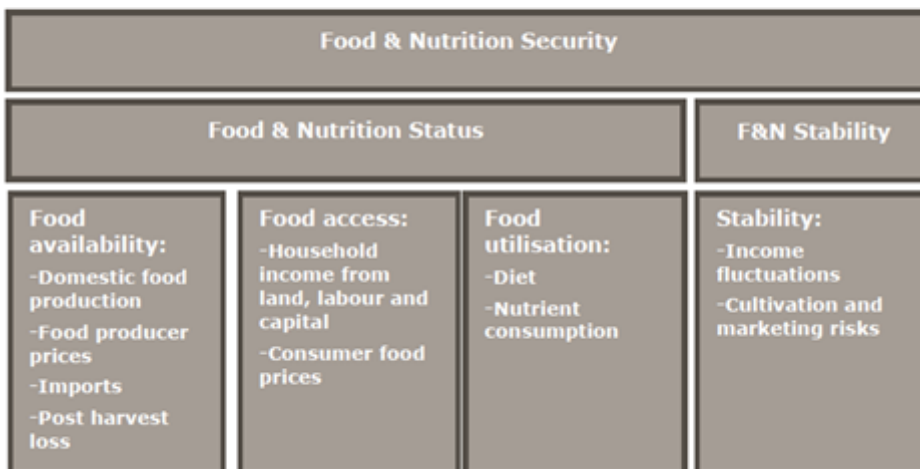 Food & Nutrition Security
Food & Nutrition Status
F&N Stability
Food
availability:
-Domestic food
production
-Food producer
prices
-Imports
-Post harvest
loss
Food access:
-Household
income from
land, labour and
capital
-Consumer food
prices
Food
utilisation:
-Diet
-Nutrient
consumption
Stability:
-Income
fluctuations
-Cultivation and
marketing risks